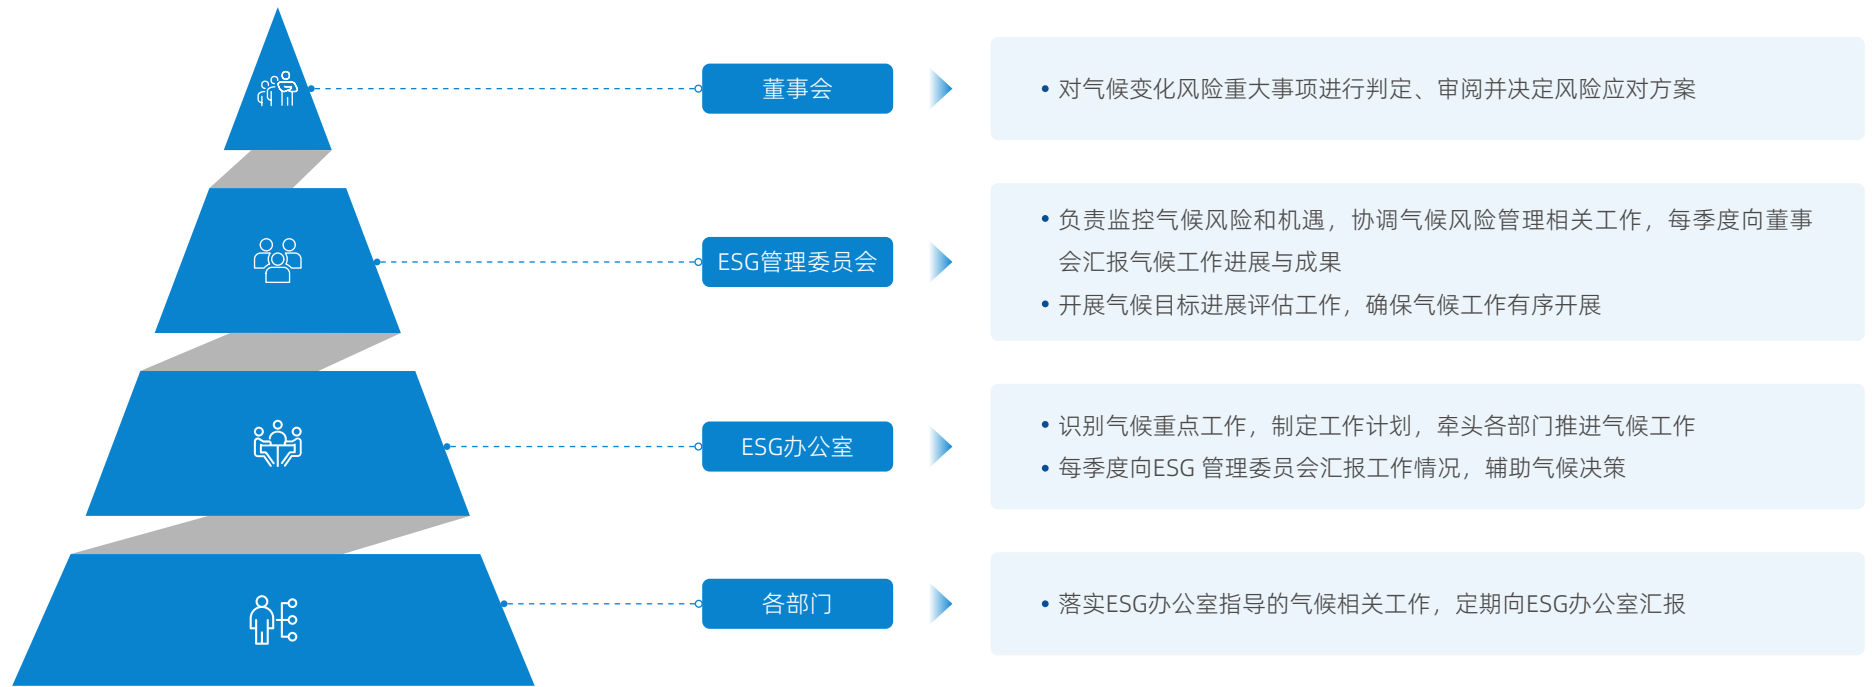 董事会
• 对气候变化风险重大事项进行判定、审阅并决定风险应对方案
ESG管理委员会
• 负责监控气候风险和机遇，协调气候风险管理相关工作，每季度向董事
会汇报气候工作进展与成果
• 开展气候目标进展评估工作，确保气候工作有序开展
ESG办公室
• 识别气候重点工作，制定工作计划，牵头各部门推进气候工作
• 每季度向ESG 管理委员会汇报工作情况，辅助气候决策
各部门
• 落实ESG办公室指导的气候相关工作，定期向ESG办公室汇报